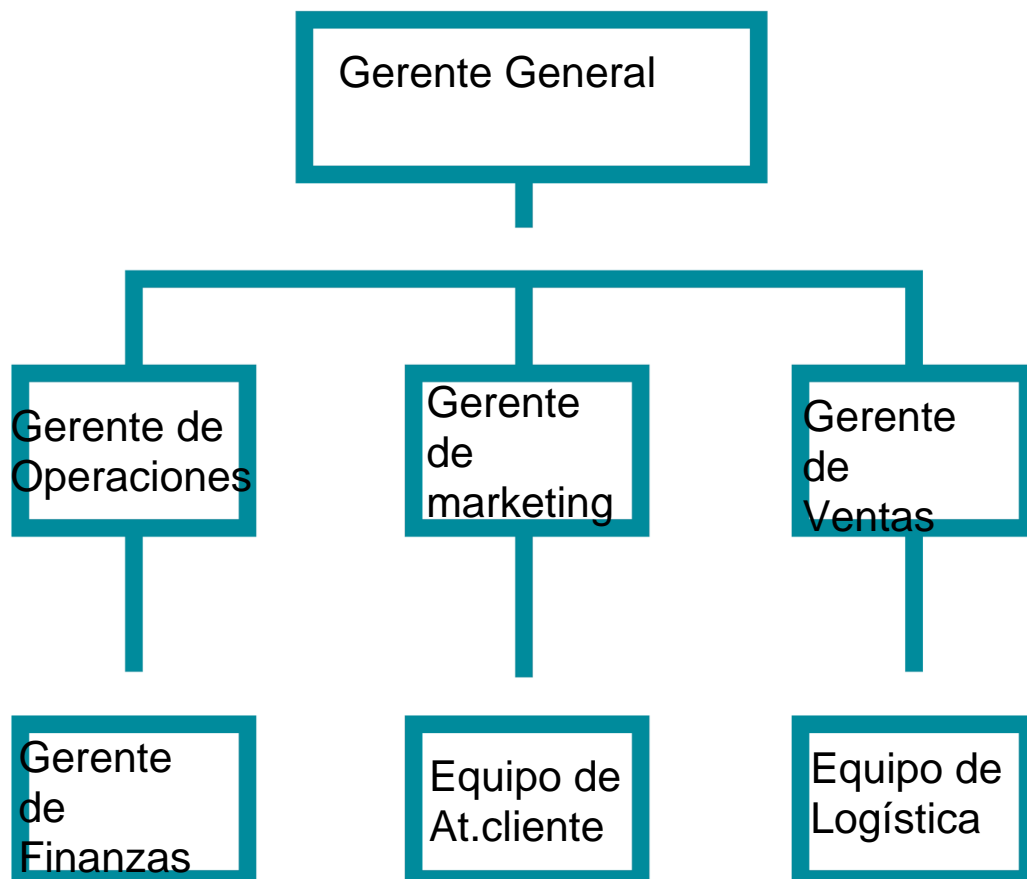 Gerente General
Gerente de
Operaciones
Gerente
de
marketing
Gerente
de
Ventas
Gerente
de
Finanzas
Equipo de
At.cliente
Equipo de
Logística